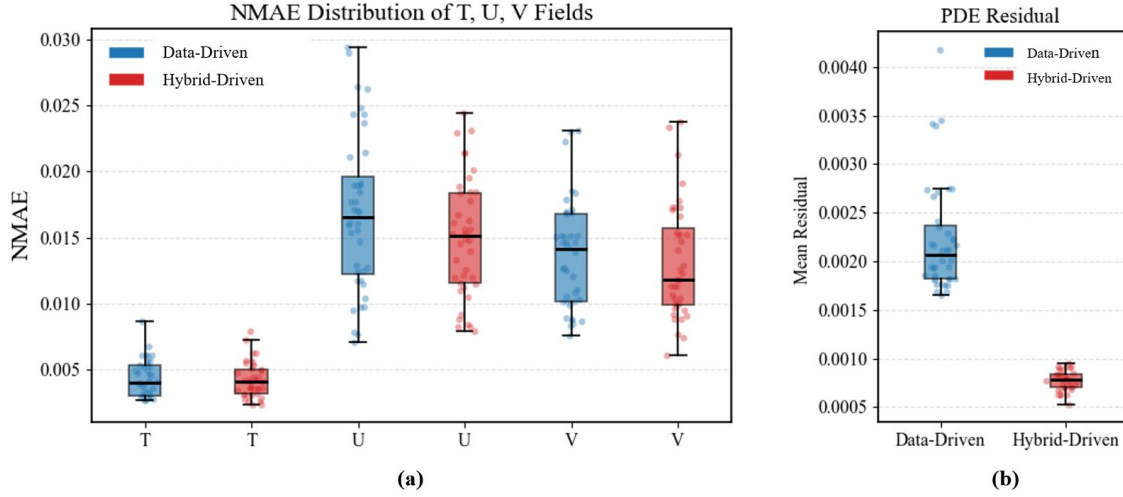 NMAE Distribution of T, U, V Fields
NMAE
0.030
0.025
0.020
0.015
0.010
0.005
Data-Driven
Hybrid-Driven
T
T
U
U
V
V
(a)
PDE Residual
Mean Residual
0.0040
0.0035
0.0030
0.0025
0.0020
0.0015
0.0010
0.0005
Data-Driven
Hybrid-Driven
Data-Driven
Hybrid-Driven
(b)